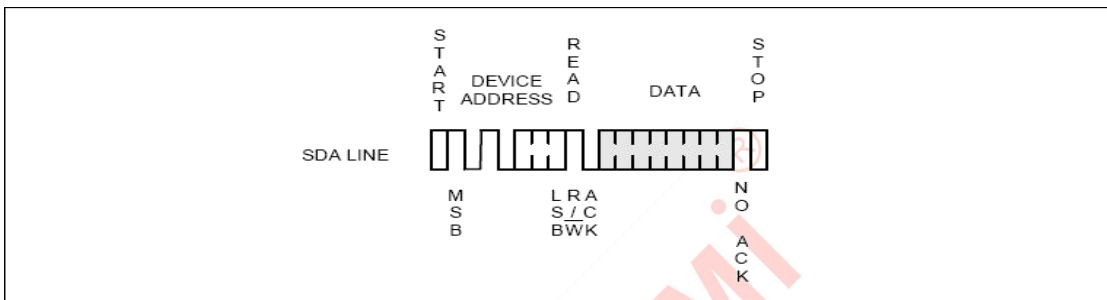 START
DEVICE
ADDRESS
READ
DATA
STOP
SDA LINE
MSB
LSB
R/W
ACK
NO ACK
®